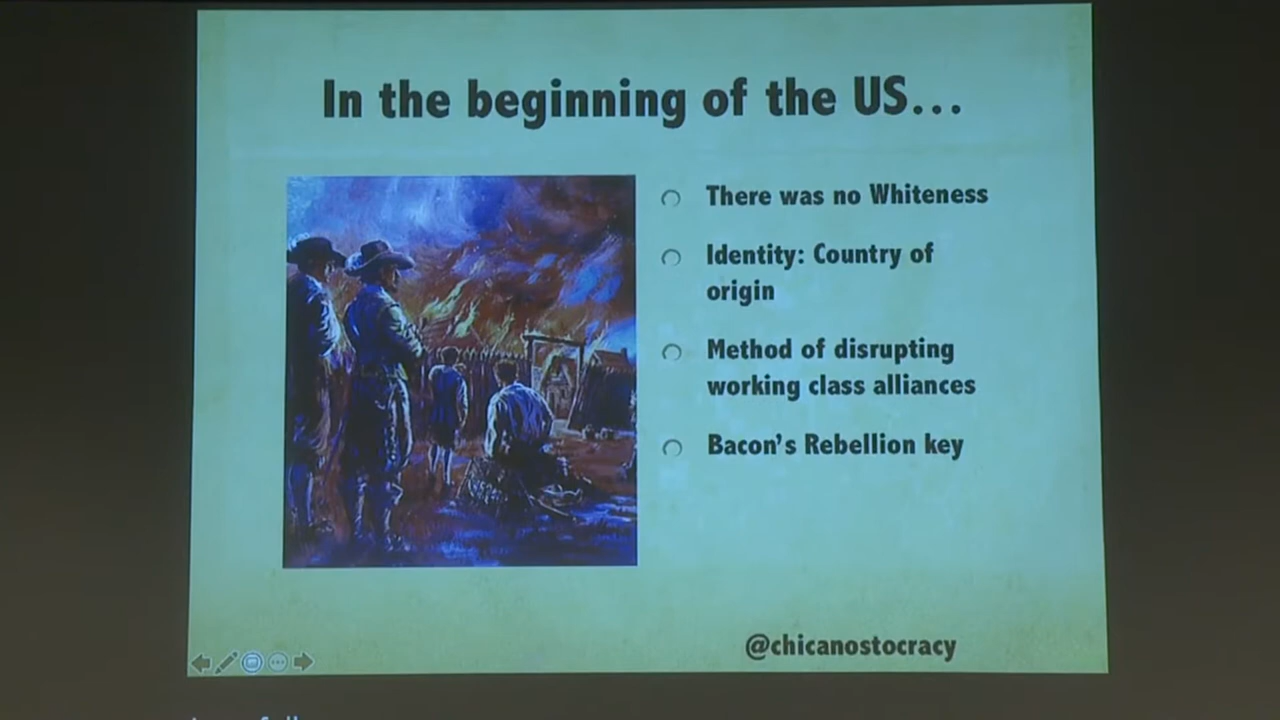 In the beginning of the US...
There was no Whiteness
Identity: Country of
origin
Method of disrupting
working class alliances
Bacon's Rebellion key
@chicanostocracy